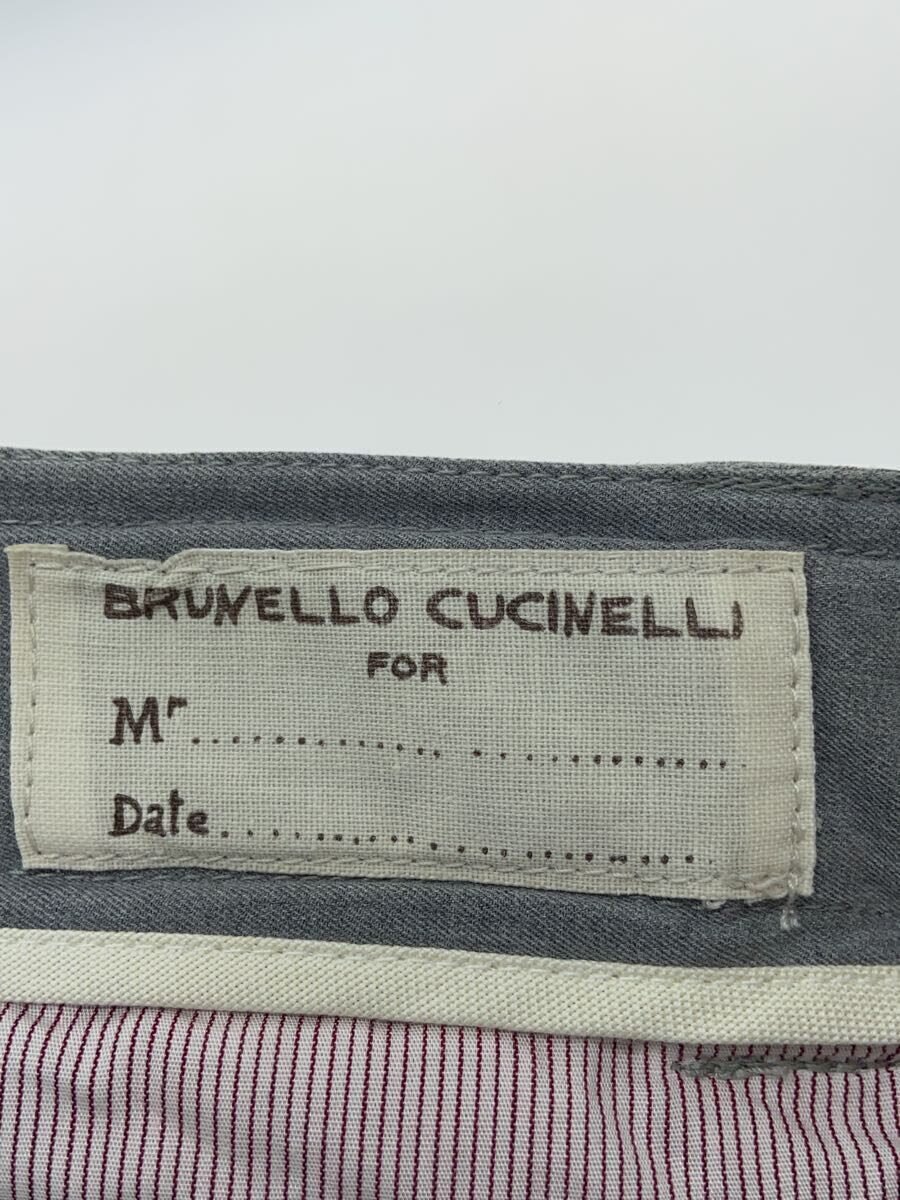 BRUNELLO CUCINELLI
FOR
Mr........................
Date........................